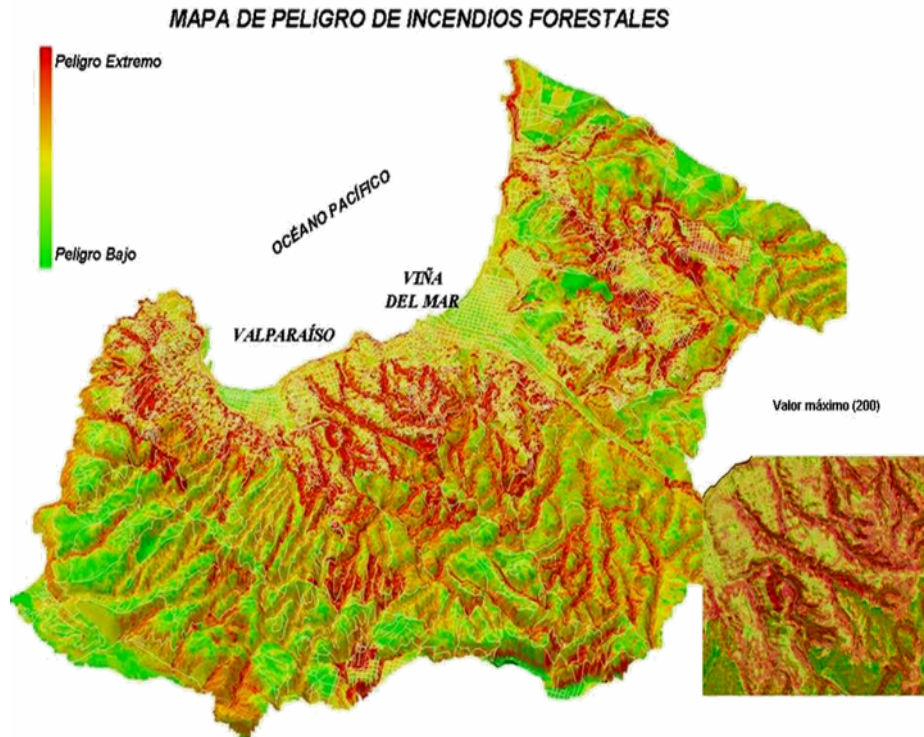 MAPA DE PELIGRO DE INCENDIOS FORESTALES
Peligro Extremo
Peligro Bajo
OCÉANO PACÍFICO
VIÑA
DEL MAR
VALPARAÍSO
Valor máximo (200)